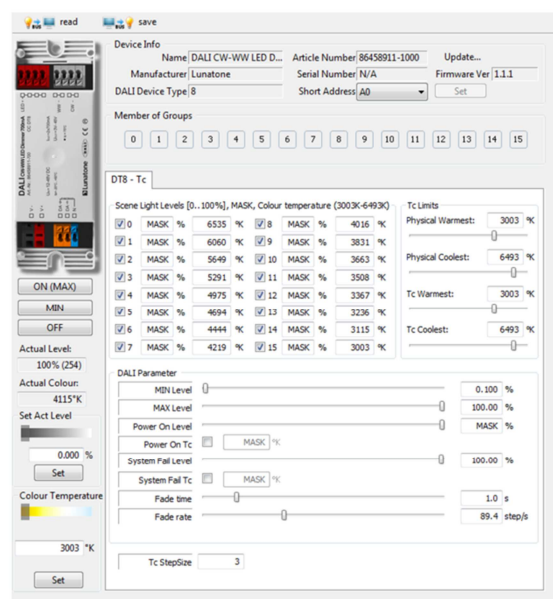 read save
Device Info
Name DALI CW-WW LED D... Article Number 86458911-1000 Update...
Manufacturer Lunatone Serial Number N/A Firmware Ver 1.1.1
DALI Device Type 8 Short Address A0 Set
Member of Groups
0 1 2 3 4 5 6 7 8 9 10 11 12 13 14 15
DT8 - Tc
Scene Light Levels [0..100%], MASK, Colour temperature (3003K-6493K)
0 MASK % 6535 °K 8 MASK % 4016 °K
1 MASK % 6060 °K 9 MASK % 3831 °K
2 MASK % 5649 °K 10 MASK % 3663 °K
3 MASK % 5291 °K 11 MASK % 3508 °K
4 MASK % 4975 °K 12 MASK % 3367 °K
5 MASK % 4694 °K 13 MASK % 3236 °K
6 MASK % 4444 °K 14 MASK % 3115 °K
7 MASK % 4219 °K 15 MASK % 3003 °K
Tc Limits
Physical Warmest: 3003 °K
Physical Coolest: 6493 °K
Tc Warmest: 3003 °K
Tc Coolest: 6493 °K
Lunatone
ON (MAX)
MIN
OFF
Actual Level:
100% (254)
Actual Colour:
4115°K
Set Act Level
0.000 %
Set
Colour Temperature
3003 °K
Set
DALI Parameter
MIN Level 0.100 %
MAX Level 100.00 %
Power On Level MASK %
Power On Tc MASK °K
System Fail Level 100.00 %
System Fail Tc MASK °K
Fade time 1.0 s
Fade rate 89.4 step/s
Tc StepSize 3